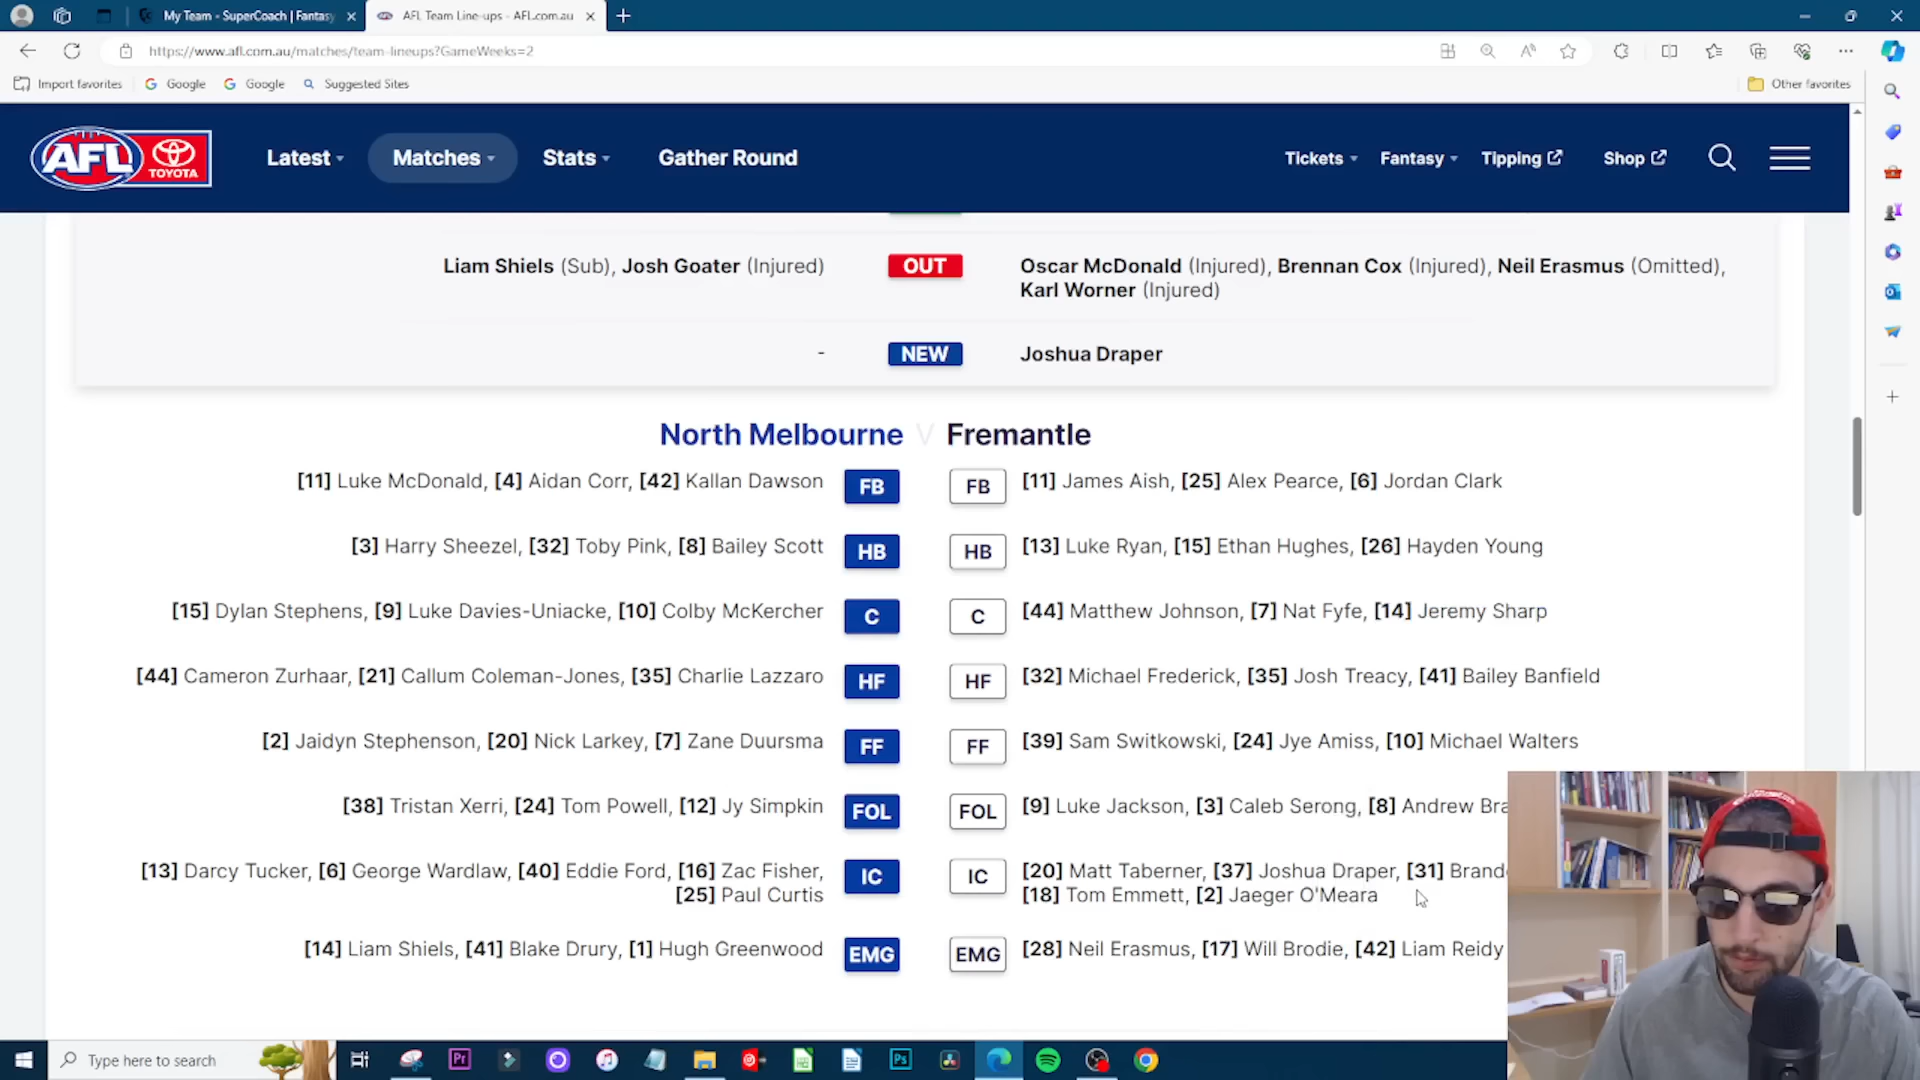 My Team - SuperCoach | Fantasy
AFL Team Line-ups - AFL.com.au
https://www.afl.com.au/matches/team-lineups?GameWeeks=2
Import favorites Google Google Suggested Sites Other favorites
AFL TOYOTA Latest Matches Stats Gather Round Tickets Fantasy Tipping Shop
Liam Shiels (Sub), Josh Goater (Injured) OUT Oscar McDonald (Injured), Brennan Cox (Injured), Neil Erasmus (Omitted),
Karl Worner (Injured)
- NEW Joshua Draper
North Melbourne V Fremantle
[11] Luke McDonald, [4] Aidan Corr, [42] Kallan Dawson FB FB [11] James Aish, [25] Alex Pearce, [6] Jordan Clark
[3] Harry Sheezel, [32] Toby Pink, [8] Bailey Scott HB HB [13] Luke Ryan, [15] Ethan Hughes, [26] Hayden Young
[15] Dylan Stephens, [9] Luke Davies-Uniacke, [10] Colby McKercher C C [44] Matthew Johnson, [7] Nat Fyfe, [14] Jeremy Sharp
[44] Cameron Zurhaar, [21] Callum Coleman-Jones, [35] Charlie Lazzaro HF HF [32] Michael Frederick, [35] Josh Treacy, [41] Bailey Banfield
[2] Jaidyn Stephenson, [20] Nick Larkey, [7] Zane Duursma FF FF [39] Sam Switkowski, [24] Jye Amiss, [10] Michael Walters
[38] Tristan Xerri, [24] Tom Powell, [12] Jy Simpkin FOL FOL [9] Luke Jackson, [3] Caleb Serong, [8] Andrew Bra
[13] Darcy Tucker, [6] George Wardlaw, [40] Eddie Ford, [16] Zac Fisher, IC IC [20] Matt Taberner, [37] Joshua Draper, [31] Brand
[25] Paul Curtis [18] Tom Emmett, [2] Jaeger O'Meara
[14] Liam Shiels, [41] Blake Drury, [1] Hugh Greenwood EMG EMG [28] Neil Erasmus, [17] Will Brodie, [42] Liam Reidy
Type here to search Pr Ps